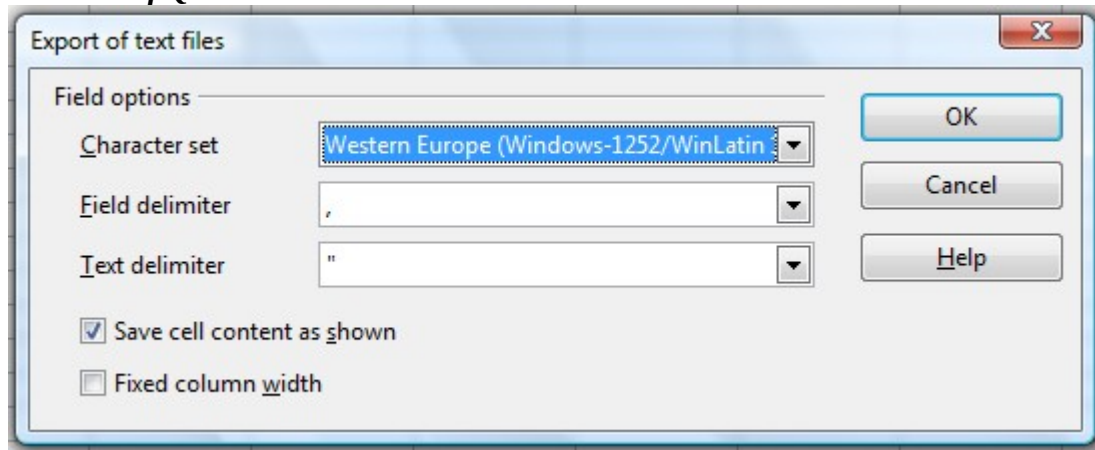 Export of text files
Field options
Character set
Western Europe (Windows-1252/WinLatin
OK
Field delimiter
,
Cancel
Text delimiter
"
Help
Save cell content as shown
Fixed column width